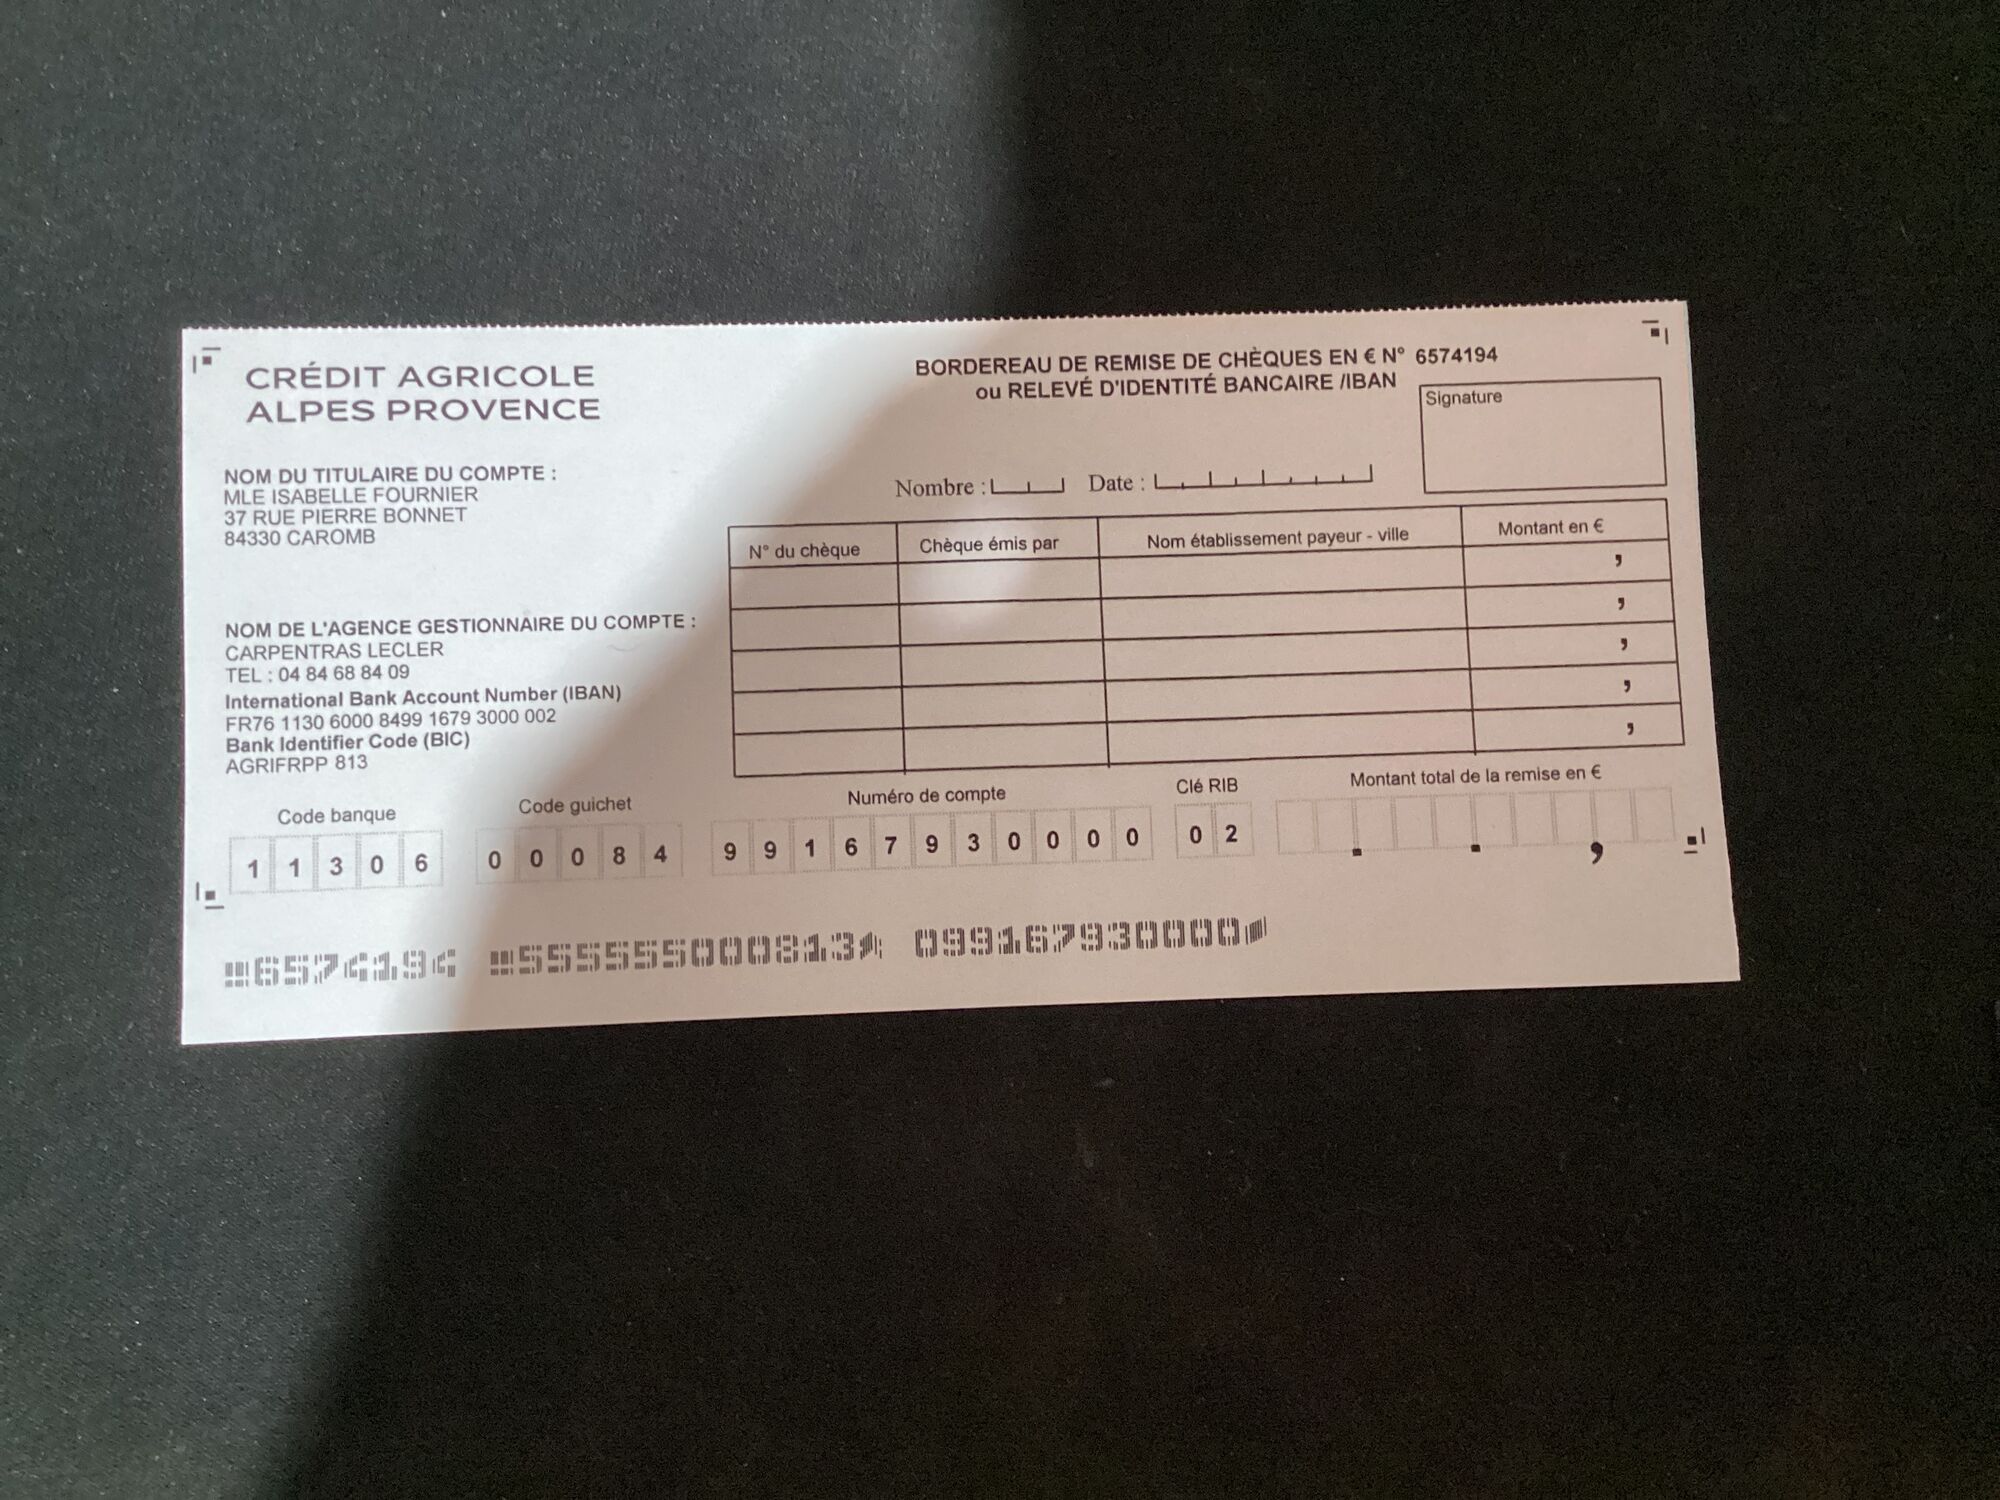 CRÉDIT AGRICOLE
ALPES PROVENCE
BORDEREAU DE REMISE DE CHÈQUES EN € N° 6574194
ou RELEVÉ D'IDENTITÉ BANCAIRE /IBAN
Signature
NOM DU TITULAIRE DU COMPTE :
MLE ISABELLE FOURNIER
37 RUE PIERRE BONNET
84330 CAROMB
Nombre : Date :
N° du chèque Chèque émis par Nom établissement payeur - ville Montant en €
,
,
,
,
,
NOM DE L'AGENCE GESTIONNAIRE DU COMPTE :
CARPENTRAS LECLER
TEL : 04 84 68 84 09
International Bank Account Number (IBAN)
FR76 1130 6000 8499 1679 3000 002
Bank Identifier Code (BIC)
AGRIFRPP 813
Code banque Code guichet Numéro de compte Clé RIB Montant total de la remise en €
1 1 3 0 6 0 0 0 8 4 9 9 1 6 7 9 3 0 0 0 0 0 2 . . ,
6574194 555555000813 099167930000